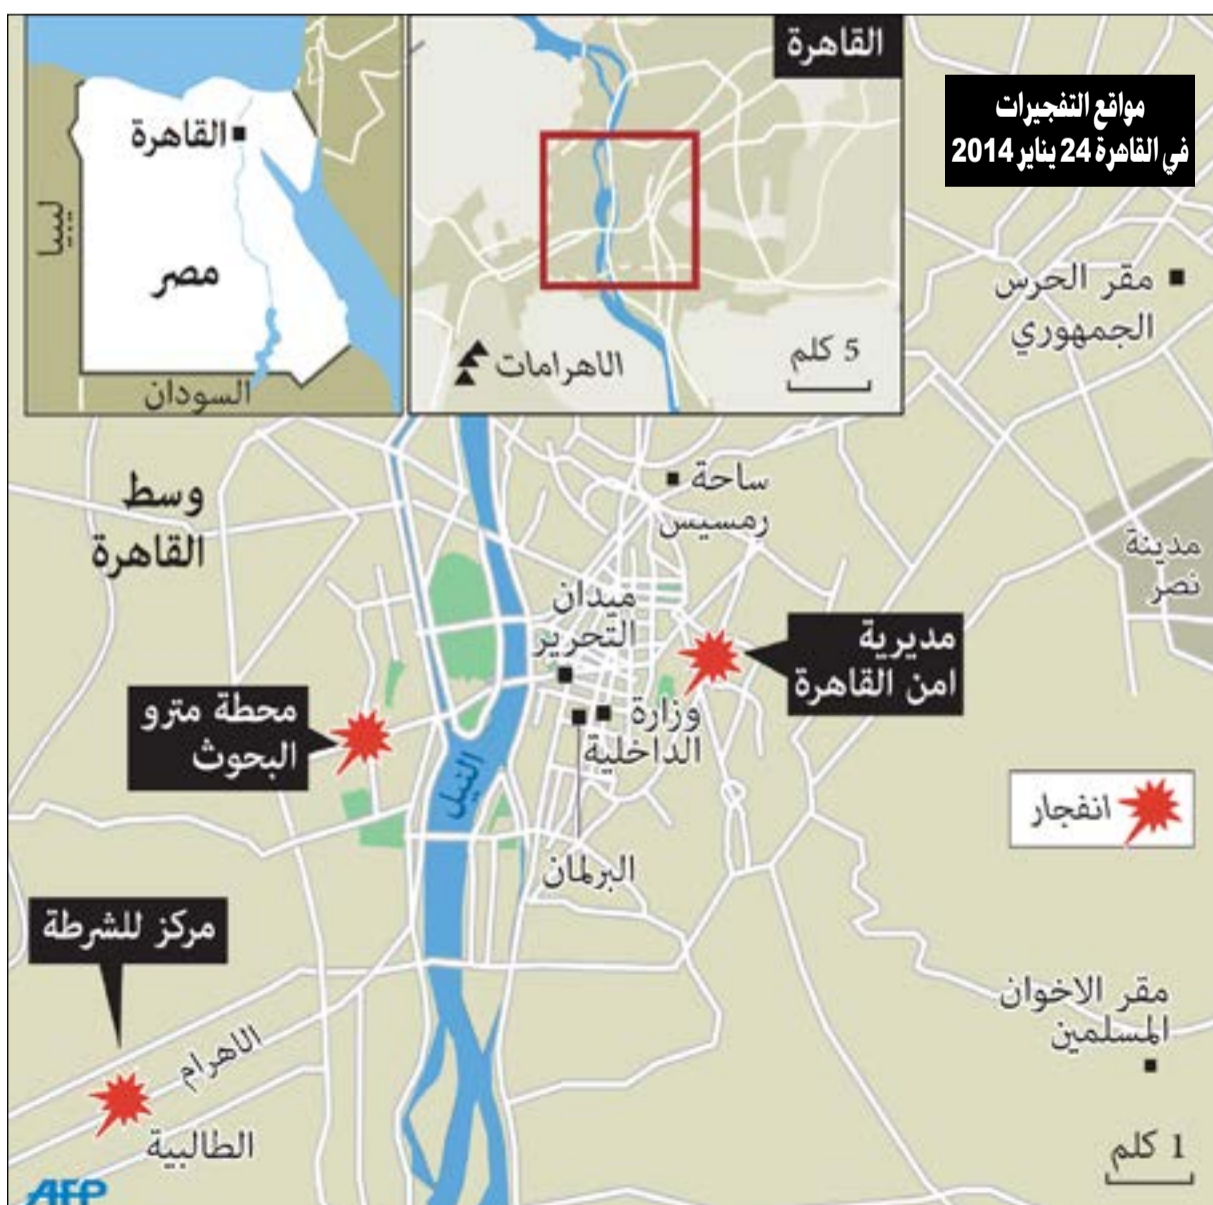 القاهرة
مواقع التفجيرات
في القاهرة 24 يناير 2014
القاهرة
ليبيا
مصر
السودان
الاهرامات
5 كلم
مقر الحرس
الجمهوري
وسط
القاهرة
ساحة
رمسيس
مدينة
نصر
ميدان
التحرير
مديرية
امن القاهرة
محطة مترو
البحوث
وزارة
الداخلية
النيل
انفجار
البرلمان
مركز للشرطة
مقر الاخوان
المسلمين
الاهرام
الطالبية
1 كلم
AFP